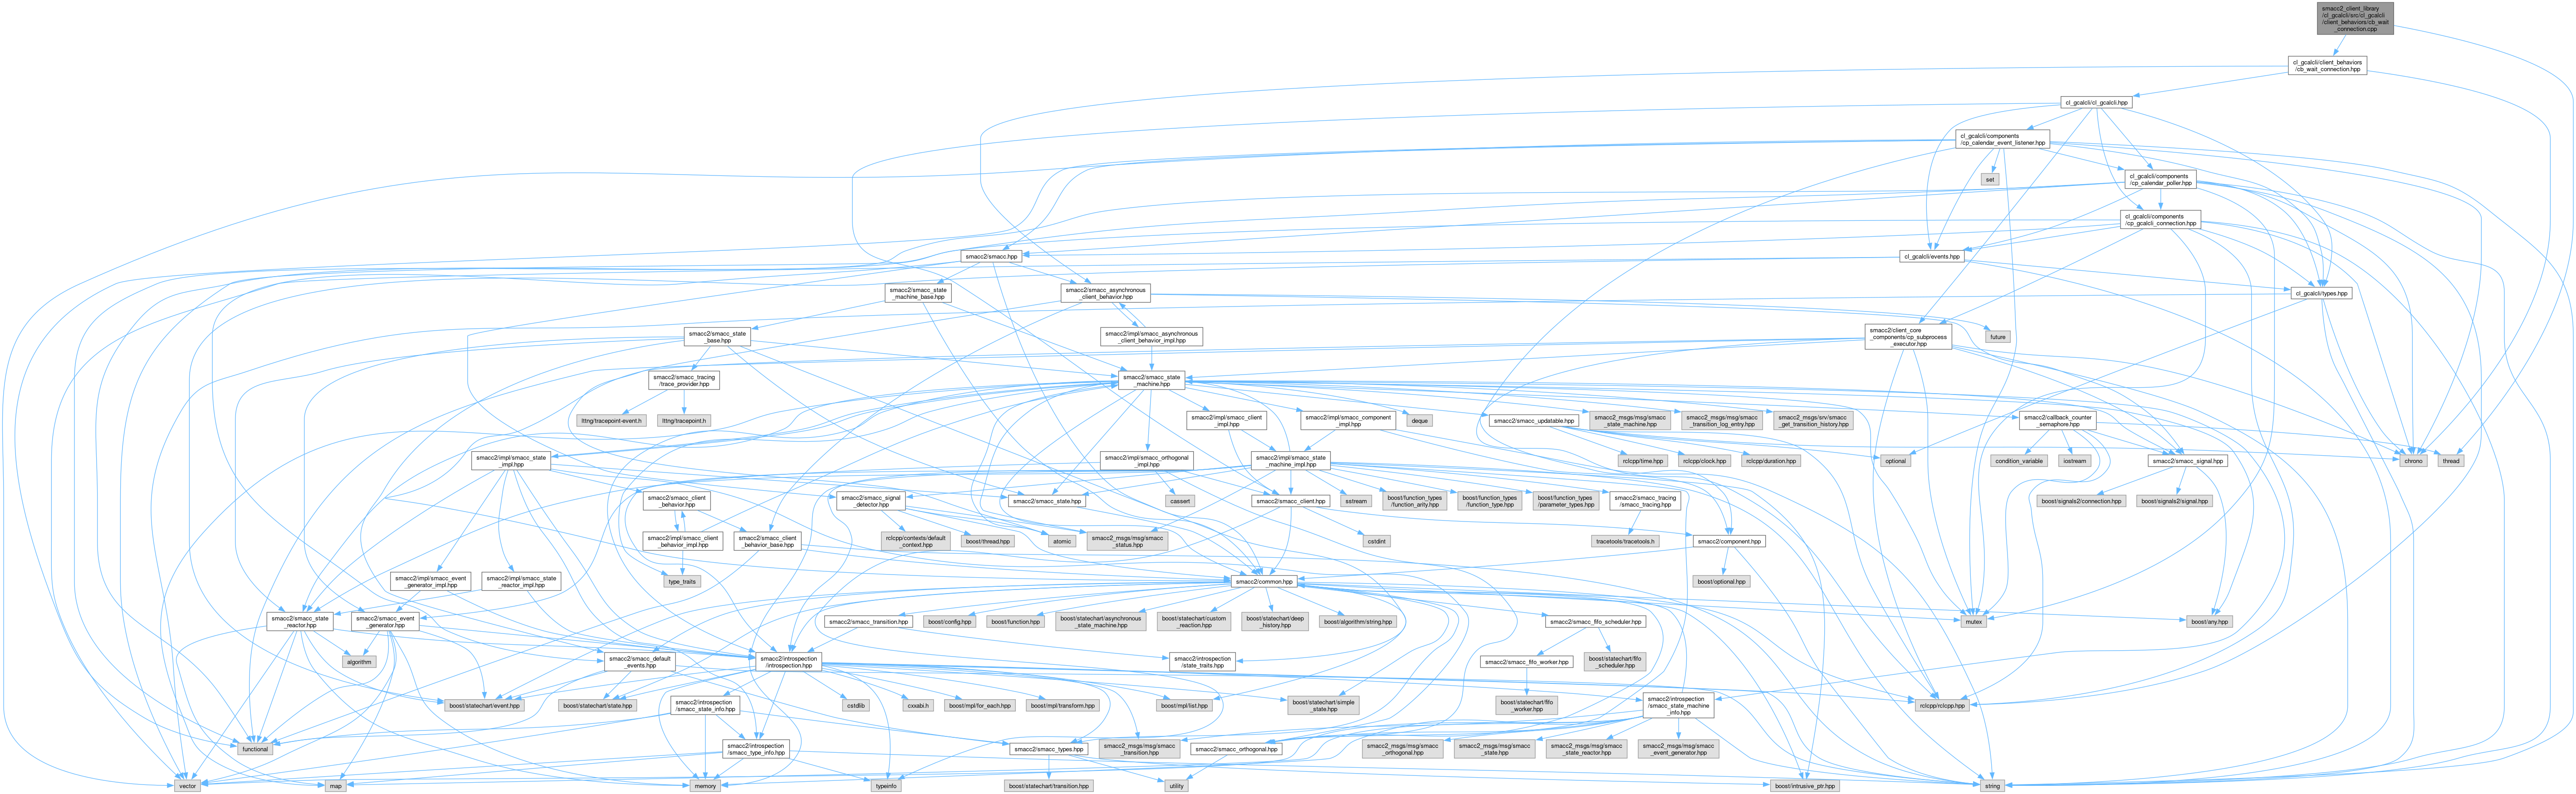 smacc2_client_library
/cl_gcalcli/src/cl_gcalcli
/client_behaviors/cb_wait
_connection.cpp
cl_gcalcli/client_behaviors
/cb_wait_connection.hpp
cl_gcalcli/cl_gcalcli.hpp
cl_gcalcli/components
/cp_calendar_event_listener.hpp
set
cl_gcalcli/components
/cp_calendar_poller.hpp
cl_gcalcli/components
/cp_gcalcli_connection.hpp
smacc2/smacc.hpp
cl_gcalcli/events.hpp
smacc2/smacc_state
_machine_base.hpp
smacc2/smacc_asynchronous
_client_behavior.hpp
cl_gcalcli/types.hpp
smacc2/smacc_state
_base.hpp
smacc2/impl/smacc_asynchronous
_client_behavior_impl.hpp
smacc2/client_core
_components/cp_subprocess
_executor.hpp
future
smacc2/smacc_tracing
/trace_provider.hpp
smacc2/smacc_state
_machine.hpp
lttng/tracepoint-event.h
lttng/tracepoint.h
smacc2/impl/smacc_client
_impl.hpp
smacc2/impl/smacc_component
_impl.hpp
deque
smacc2/smacc_updatable.hpp
smacc2_msgs/msg/smacc
_state_machine.hpp
smacc2_msgs/msg/smacc
_transition_log_entry.hpp
smacc2_msgs/srv/smacc
_get_transition_history.hpp
smacc2/callback_counter
_semaphore.hpp
smacc2/impl/smacc_state
_impl.hpp
smacc2/impl/smacc_orthogonal
_impl.hpp
smacc2/impl/smacc_state
_machine_impl.hpp
rclcpp/time.hpp
rclcpp/clock.hpp
rclcpp/duration.hpp
optional
condition_variable
iostream
smacc2/smacc_signal.hpp
chrono
thread
smacc2/smacc_client
_behavior.hpp
smacc2/smacc_signal
_detector.hpp
smacc2/smacc_state.hpp
cassert
smacc2/smacc_client.hpp
sstream
boost/function_types
/function_arity.hpp
boost/function_types
/function_type.hpp
boost/function_types
/parameter_types.hpp
smacc2/smacc_tracing
/smacc_tracing.hpp
boost/signals2/connection.hpp
boost/signals2/signal.hpp
smacc2/impl/smacc_client
_behavior_impl.hpp
smacc2/smacc_client
_behavior_base.hpp
rclcpp/contexts/default
_context.hpp
boost/thread.hpp
atomic
smacc2_msgs/msg/smacc
_status.hpp
cstdint
tracetools/tracetools.h
smacc2/component.hpp
smacc2/impl/smacc_event
_generator_impl.hpp
smacc2/impl/smacc_state
_reactor_impl.hpp
type_traits
smacc2/common.hpp
boost/optional.hpp
smacc2/smacc_state
_reactor.hpp
smacc2/smacc_event
_generator.hpp
smacc2/smacc_transition.hpp
boost/config.hpp
boost/function.hpp
boost/statechart/asynchronous
_state_machine.hpp
boost/statechart/custom
_reaction.hpp
boost/statechart/deep
_history.hpp
boost/algorithm/string.hpp
smacc2/smacc_fifo_scheduler.hpp
mutex
boost/any.hpp
algorithm
smacc2/smacc_default
_events.hpp
smacc2/introspection
/introspection.hpp
smacc2/introspection
/state_traits.hpp
smacc2/smacc_fifo_worker.hpp
boost/statechart/fifo
_scheduler.hpp
boost/statechart/event.hpp
boost/statechart/state.hpp
smacc2/introspection
/smacc_state_info.hpp
cstdlib
cxxabi.h
boost/mpl/for_each.hpp
boost/mpl/transform.hpp
boost/mpl/list.hpp
boost/statechart/simple
_state.hpp
boost/statechart/fifo
_worker.hpp
smacc2/introspection
/smacc_state_machine
_info.hpp
rclcpp/rclcpp.hpp
functional
smacc2/introspection
/smacc_type_info.hpp
smacc2/smacc_types.hpp
smacc2_msgs/msg/smacc
_transition.hpp
smacc2/smacc_orthogonal.hpp
smacc2_msgs/msg/smacc
_orthogonal.hpp
smacc2_msgs/msg/smacc
_state.hpp
smacc2_msgs/msg/smacc
_state_reactor.hpp
smacc2_msgs/msg/smacc
_event_generator.hpp
vector
map
memory
typeinfo
boost/statechart/transition.hpp
utility
boost/intrusive_ptr.hpp
string